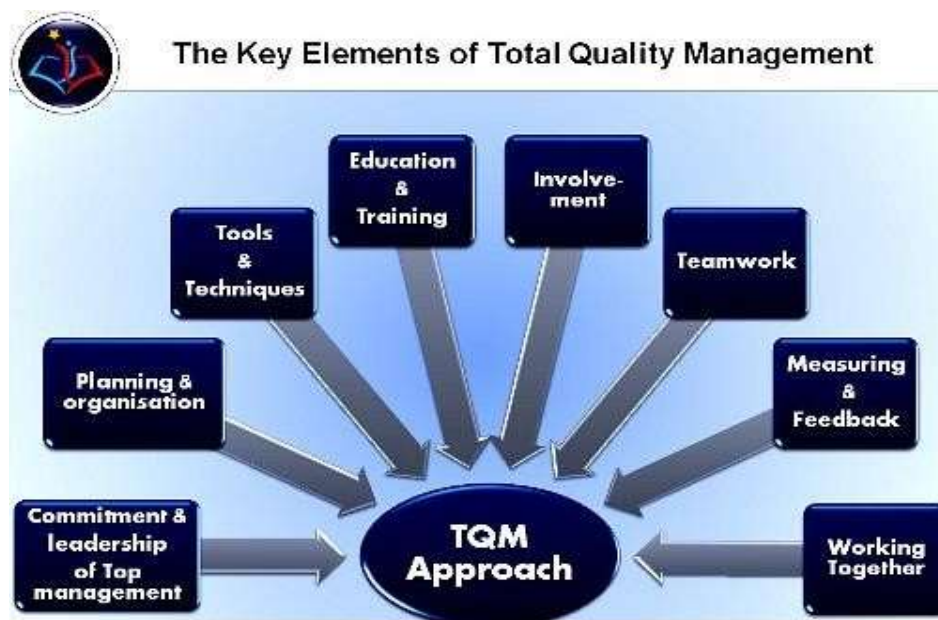 The Key Elements of Total Quality Management
Education
&
Training
Involve-
ment
Tools
&
Techniques
Teamwork
Planning &
organisation
Measuring
&
Feedback
Commitment &
leadership
of Top
management
TQM
Approach
Working
Together